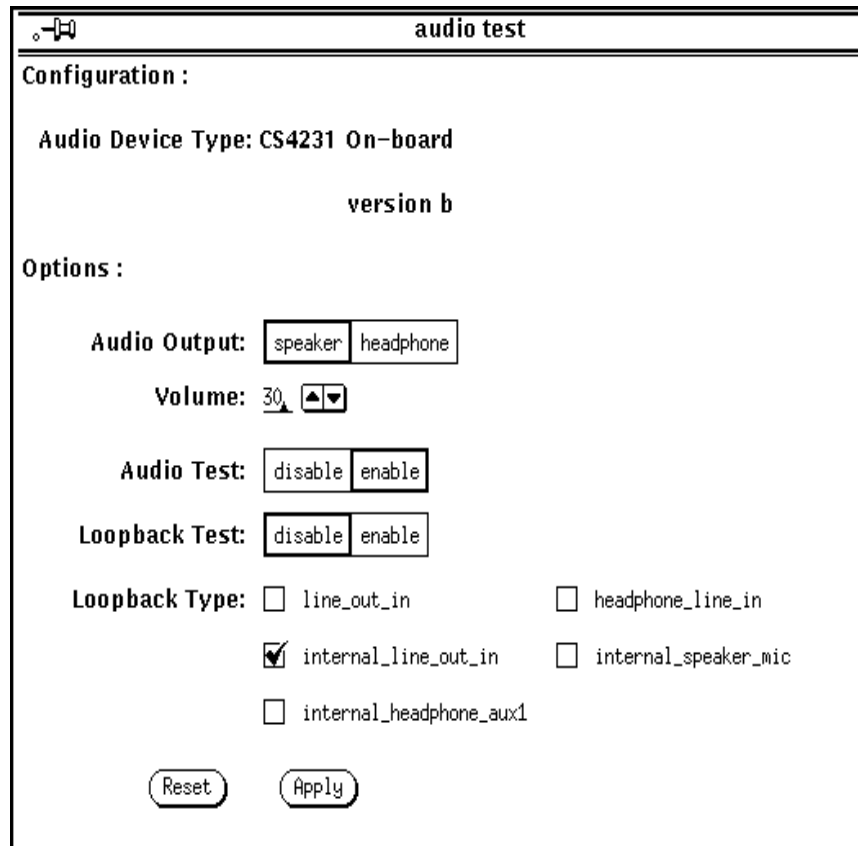 audio test
Configuration :
Audio Device Type: CS4231 On-board
version b
Options :
Audio Output: speaker headphone
Volume: 30
Audio Test: disable enable
Loopback Test: disable enable
Loopback Type: line_out_in headphone_line_in
internal_line_out_in internal_speaker_mic
internal_headphone_aux1
Reset Apply